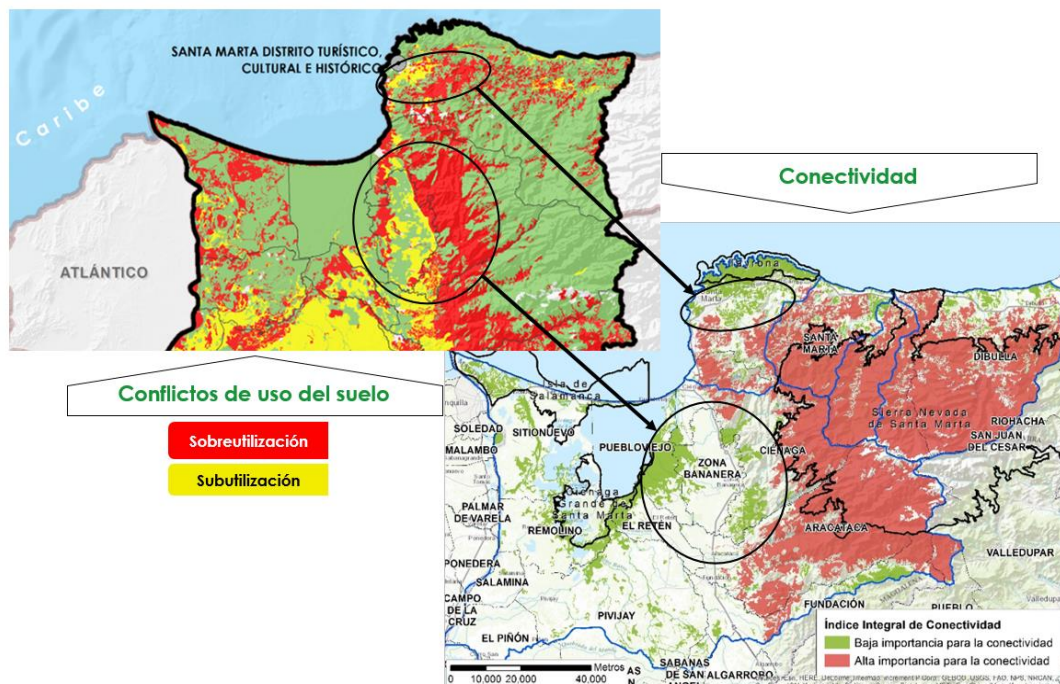 SANTA MARTA DISTRITO TURÍSTICO,
CULTURAL E HISTÓRICO
Caribe
ATLÁNTICO
Conectividad
Conflictos de uso del suelo
Sobreutilización
Subutilización
Marta
SANTA
MARTA
DIBULLA
Isla de
Salamanca
Sierra Nevada
de Santa Marta
RIOHACHA
SAN JUAN
DEL CESAR
SOLEDAD
SITIONUEVO
MALAMBO
PUEBLOVIEJO
ZONA
BANANERA
CIÉNAGA
Ciénaga
Grande de
Santa Marta
PALMAR
DE VARELA
REMOLINO
EL RETÉN
ARACATACA
VALLEDUPAR
PONEDERA
SALAMINA
FUNDACIÓN
PUEBLO
Valledupar
CAMPO
DE LA
CRUZ
PIVIJAY
Pivijay
EL PIÑÓN
SABANAS
DE SAN
ALGARROBO
Índice Integral de Conectividad
Baja importancia para la conectividad
Alta importancia para la conectividad
0 10.000 20.000 40.000
Metros